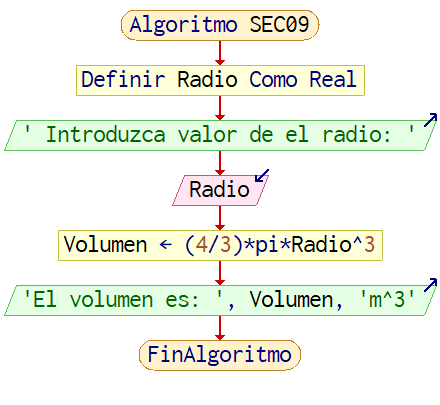 Algoritmo SEC09
Definir Radio Como Real
' Introduzca valor de el radio: '
Radio
Volumen ← (4/3)*pi*Radio^3
'El volumen es: ', Volumen, 'm^3'
FinAlgoritmo